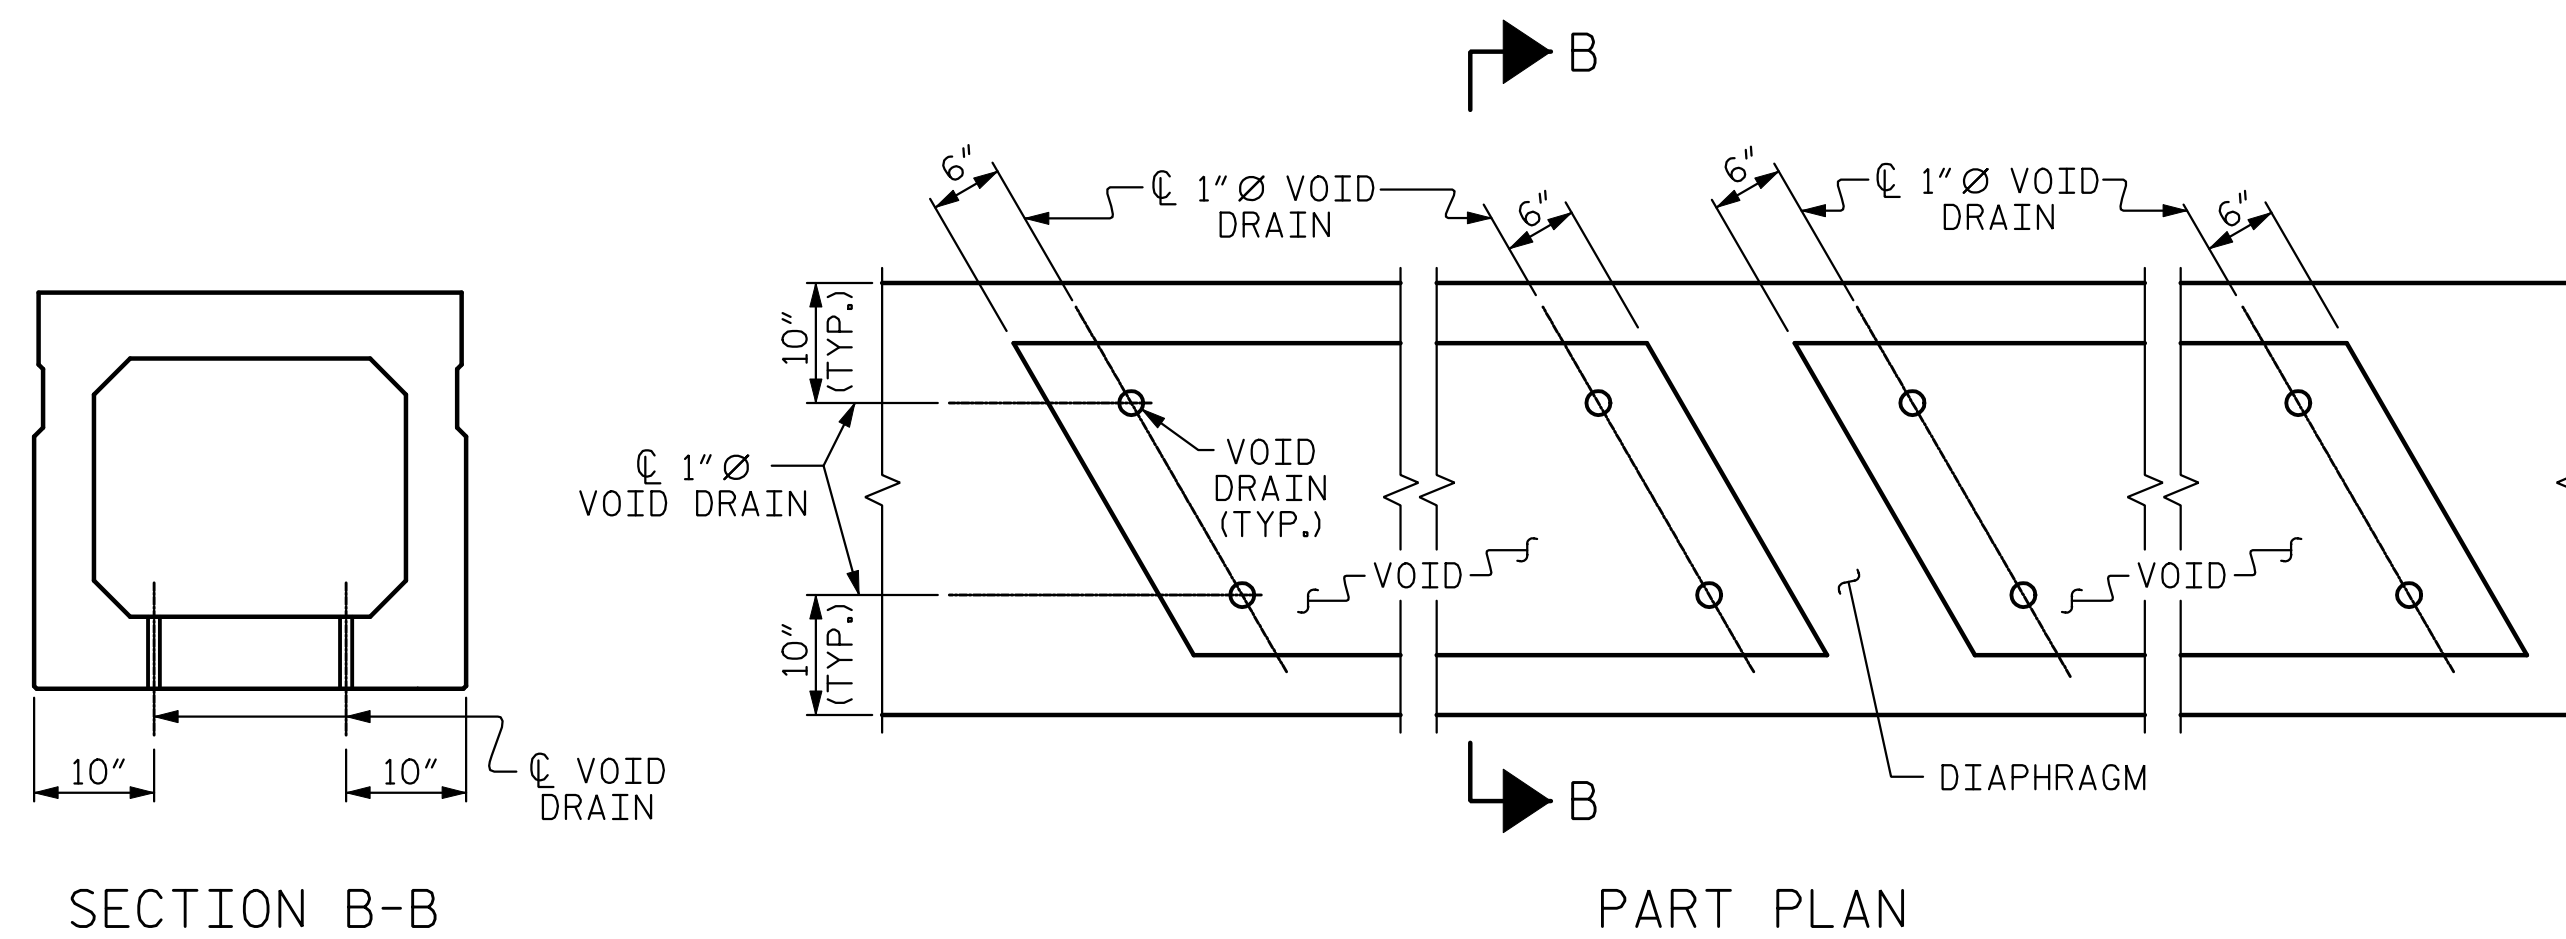 B
6"
℄ 1" Ø VOID
DRAIN
6"
6"
℄ 1" Ø VOID
DRAIN
6"
10"
(TYP.)
℄ 1" Ø
VOID DRAIN
VOID
DRAIN
(TYP.)
VOID
VOID
10"
(TYP.)
DIAPHRAGM
B
10"
10"
℄ VOID
DRAIN
SECTION B-B
PART PLAN